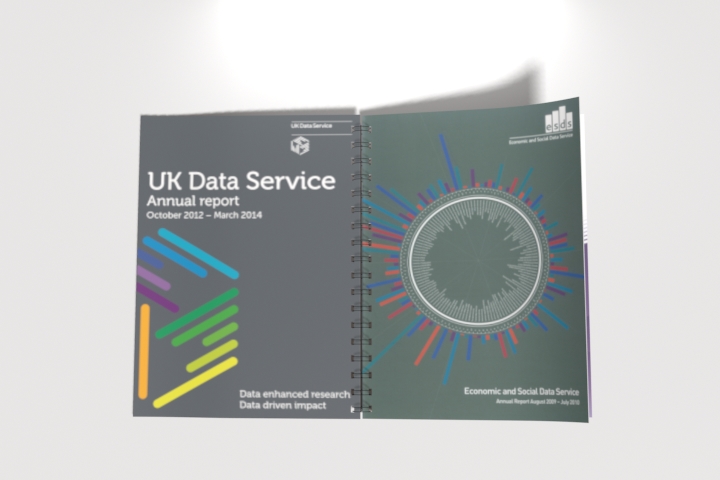 UK Data Service
UK Data Service
Annual report
October 2012 – March 2014
Data enhanced research
Data driven impact
esds
Economic and Social Data Service
Economic and Social Data Service
Annual Report August 2009 – July 2010